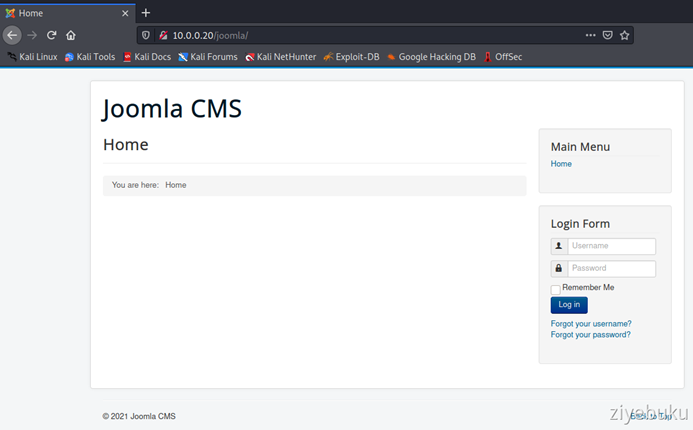 Home
10.0.0.20/joomla/
Kali Linux Kali Tools Kali Docs Kali Forums Kali NetHunter Exploit-DB Google Hacking DB OffSec
Joomla CMS
Home
You are here: Home
Main Menu
Home
Login Form
Username
Password
Remember Me
Log in
Forgot your username?
Forgot your password?
© 2021 Joomla CMS
Back to Top
ziyebuku